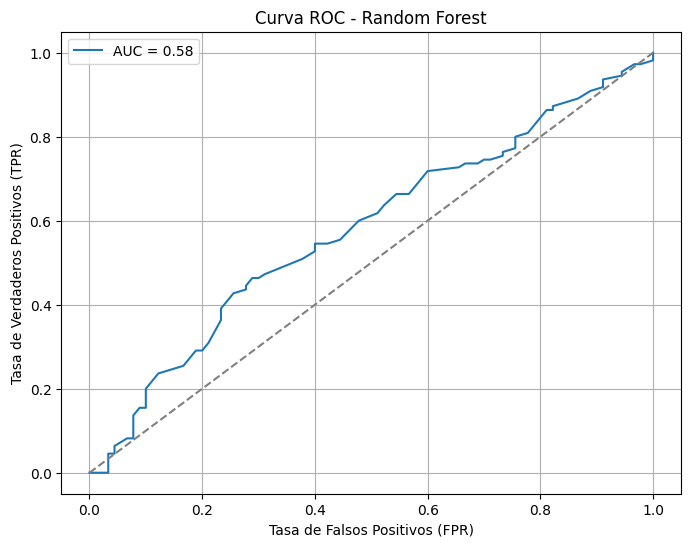 Curva ROC - Random Forest
AUC = 0.58
Tasa de Verdaderos Positivos (TPR)
1.0
0.8
0.6
0.4
0.2
0.0
0.0 0.2 0.4 0.6 0.8 1.0
Tasa de Falsos Positivos (FPR)